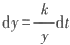 dy = k/y dt